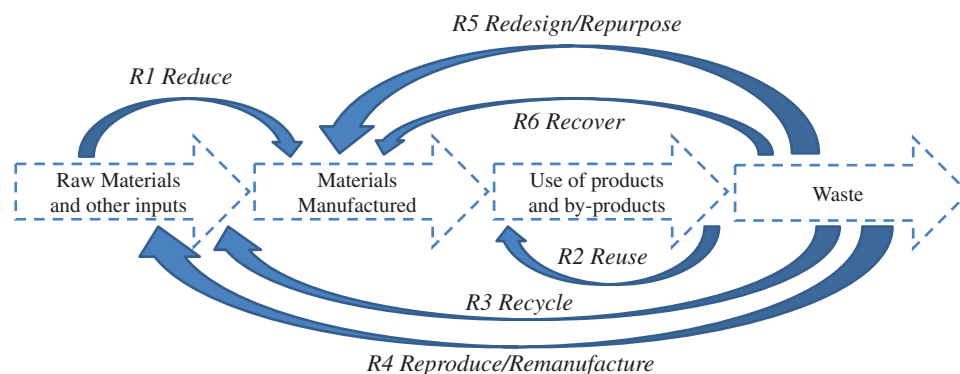 R5 Redesign/Repurpose
R1 Reduce
R6 Recover
Raw Materials
and other inputs
Materials
Manufactured
Use of products
and by-products
Waste
R2 Reuse
R3 Recycle
R4 Reproduce/Remanufacture